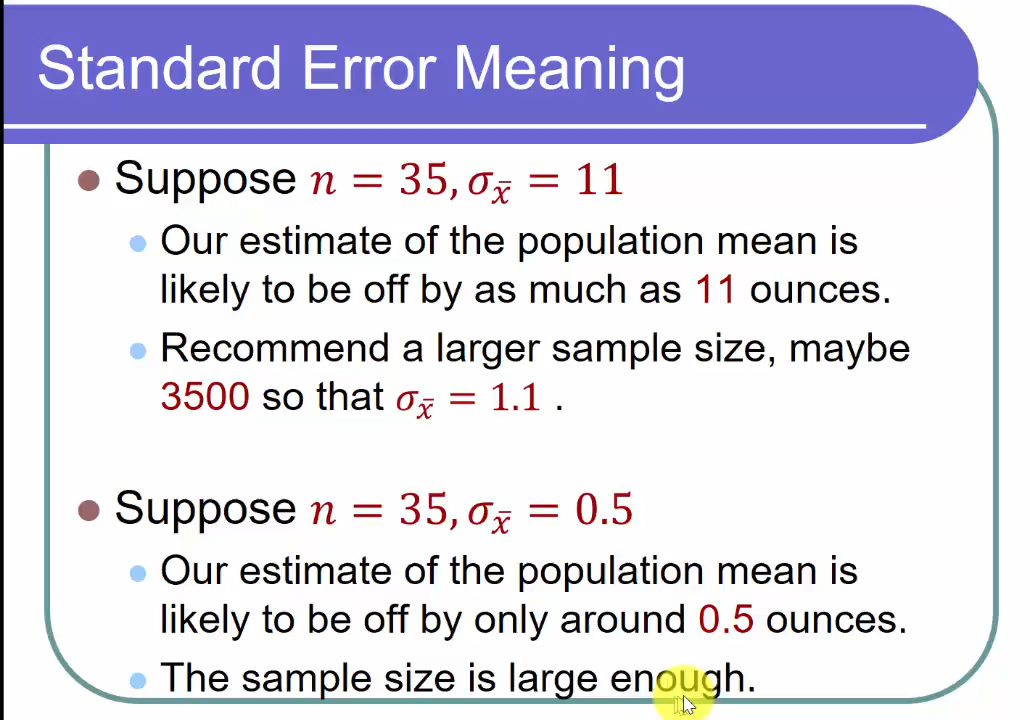 Standard Error Meaning
Suppose n = 35, σx̄ = 11
Our estimate of the population mean is
likely to be off by as much as 11 ounces.
Recommend a larger sample size, maybe
3500 so that σx̄ = 1.1 .
Suppose n = 35, σx̄ = 0.5
Our estimate of the population mean is
likely to be off by only around 0.5 ounces.
The sample size is large enough.